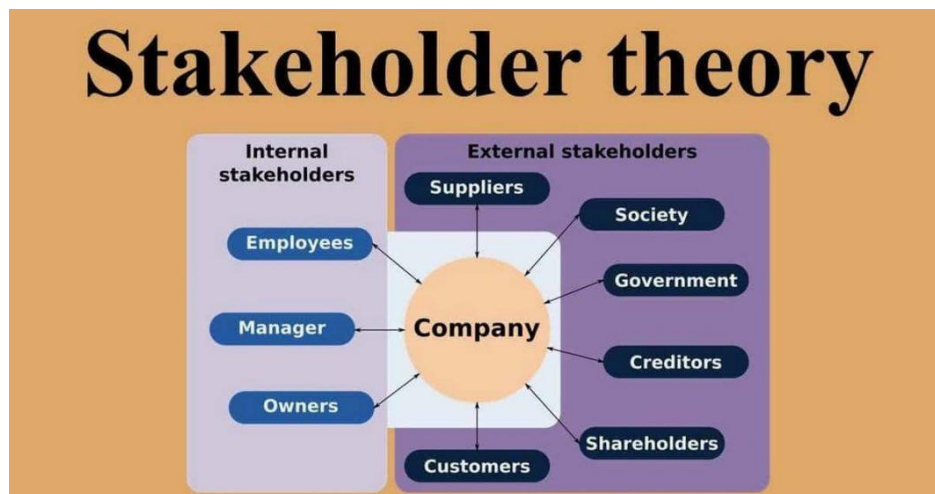 Stakeholder theory
Internal
stakeholders
Employees
Manager
Owners
External stakeholders
Suppliers
Society
Government
Creditors
Shareholders
Customers
Company